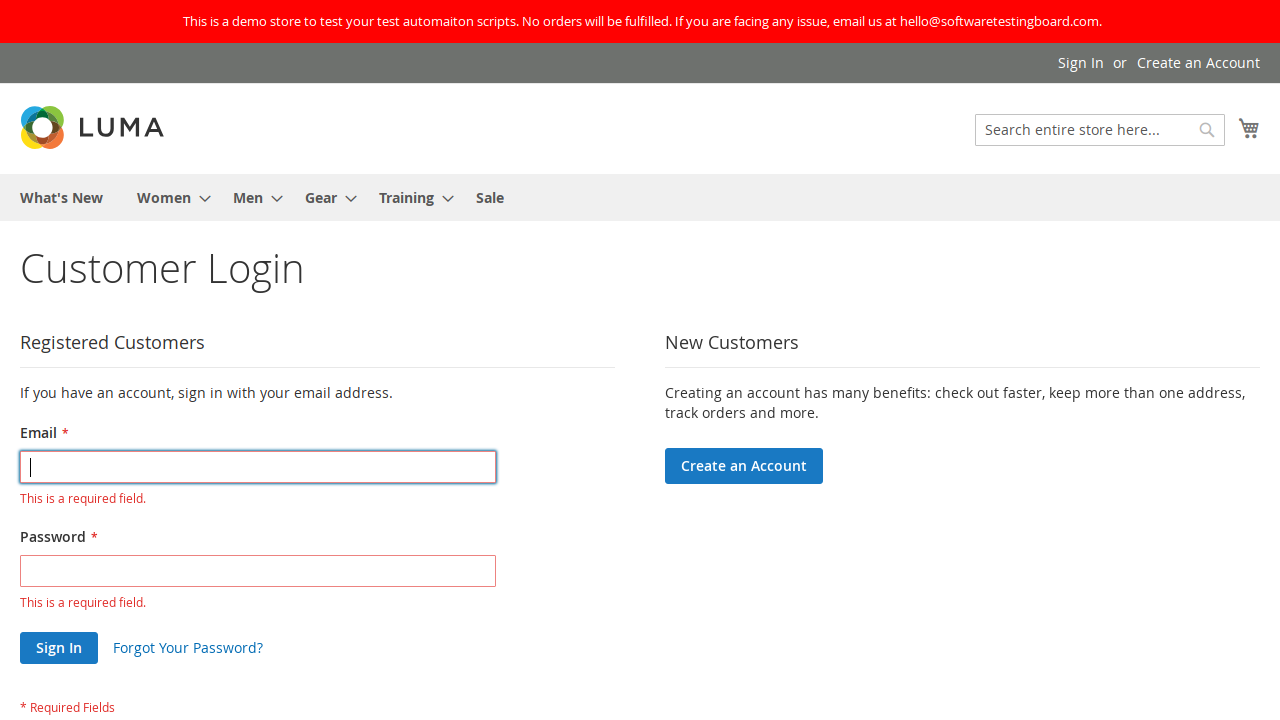 This is a demo store to test your test automaiton scripts. No orders will be fulfilled. If you are facing any issue, email us at hello@softwaretestingboard.com.
Sign In or Create an Account
LUMA
Search entire store here...
What's New Women Men Gear Training Sale
Customer Login
Registered Customers
If you have an account, sign in with your email address.
Email *
This is a required field.
Password *
This is a required field.
Sign In Forgot Your Password?
* Required Fields
New Customers
Creating an account has many benefits: check out faster, keep more than one address,
track orders and more.
Create an Account